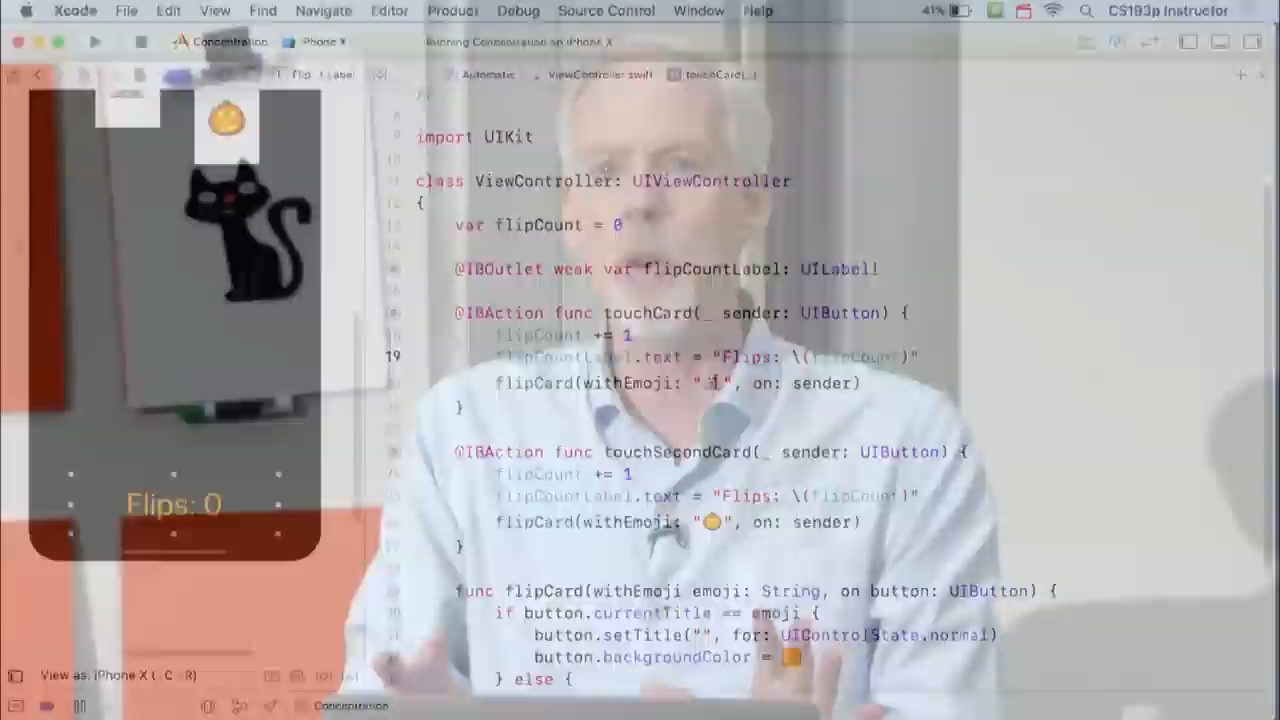 Xcode File Edit View Find Navigate Editor Product Debug Source Control Window Help 41% CS193p Instructor
Concentration iPhone X Running Concentration on iPhone X
Automatic ViewController.swift touchCard(_:)
import UIKit
class ViewController: UIViewController
{
var flipCount = 0
@IBOutlet weak var flipCountLabel: UILabel!
@IBAction func touchCard(_ sender: UIButton) {
flipCount += 1
19 flipCountLabel.text = "Flips: \(flipCount)"
flipCard(withEmoji: "👻", on: sender)
}
@IBAction func touchSecondCard(_ sender: UIButton) {
flipCount += 1
flipCountLabel.text = "Flips: \(flipCount)"
flipCard(withEmoji: "🎃", on: sender)
}
func flipCard(withEmoji emoji: String, on button: UIButton) {
if button.currentTitle == emoji {
button.setTitle("", for: UIControlState.normal)
button.backgroundColor =
} else {
Flips: 0
View as: iPhone X
Concentration